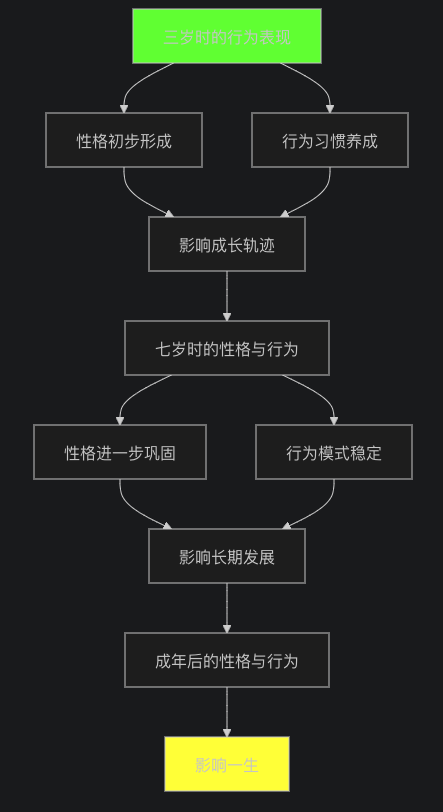 三岁时的行为表现
性格初步形成
行为习惯养成
影响成长轨迹
七岁时的性格与行为
性格进一步巩固
行为模式稳定
影响长期发展
成年后的性格与行为
影响一生